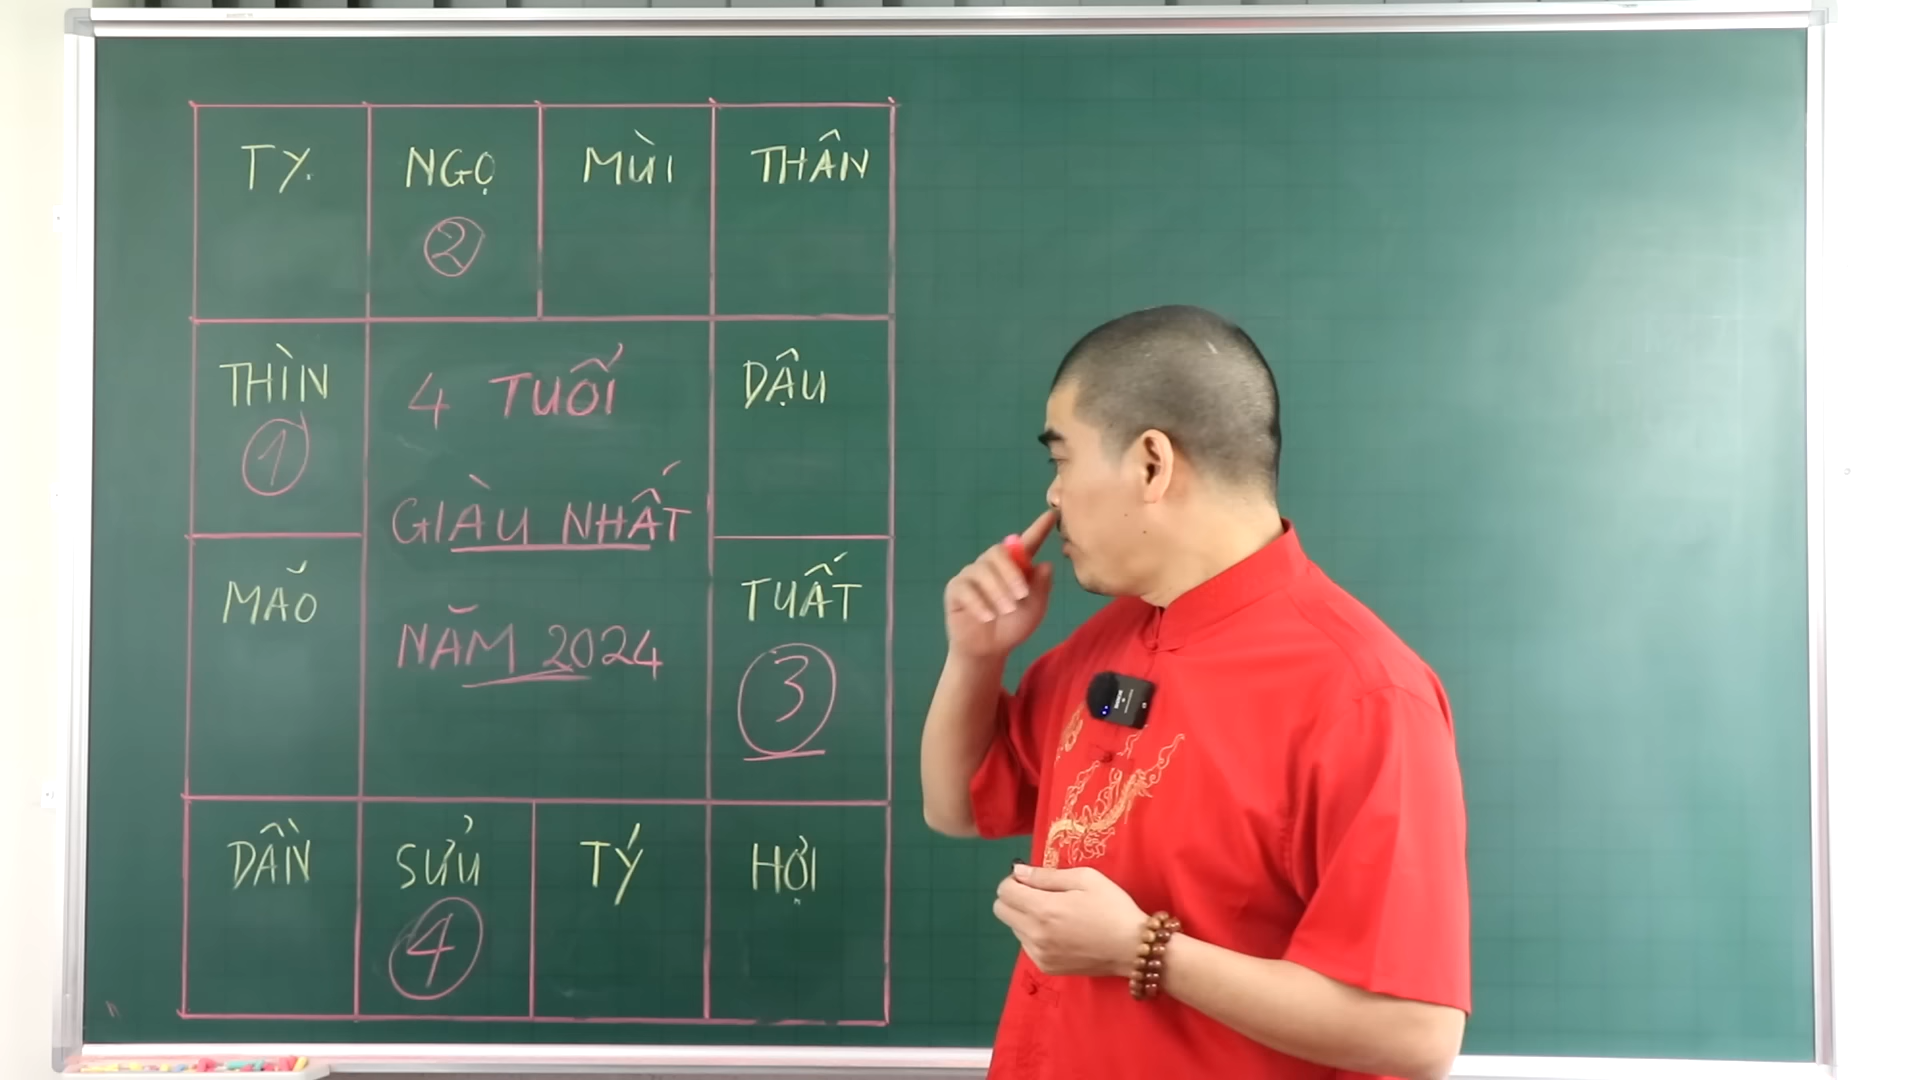 TỴ
NGỌ
MÙI
THÂN
2
THÌN
4 TUỔI
DẬU
1
GIÀU NHẤT
MÃO
NĂM 2024
TUẤT
3
DẦN
SỬU
TÝ
HỢI
4